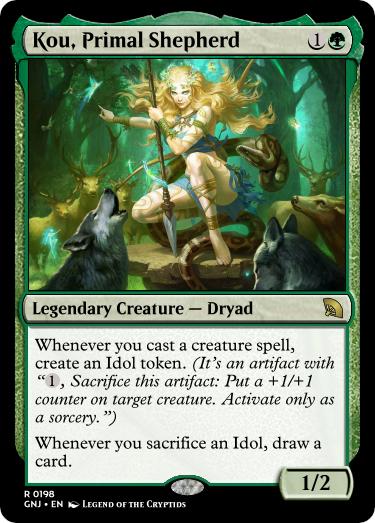 Kou, Primal Shepherd 1
Legendary Creature — Dryad
Whenever you cast a creature spell,
create an Idol token. (It's an artifact with
"1, Sacrifice this artifact: Put a +1/+1
counter on target creature. Activate only as
a sorcery.")
Whenever you sacrifice an Idol, draw a
card.
1/2
R 0198
GNJ • EN Legend of the Cryptids